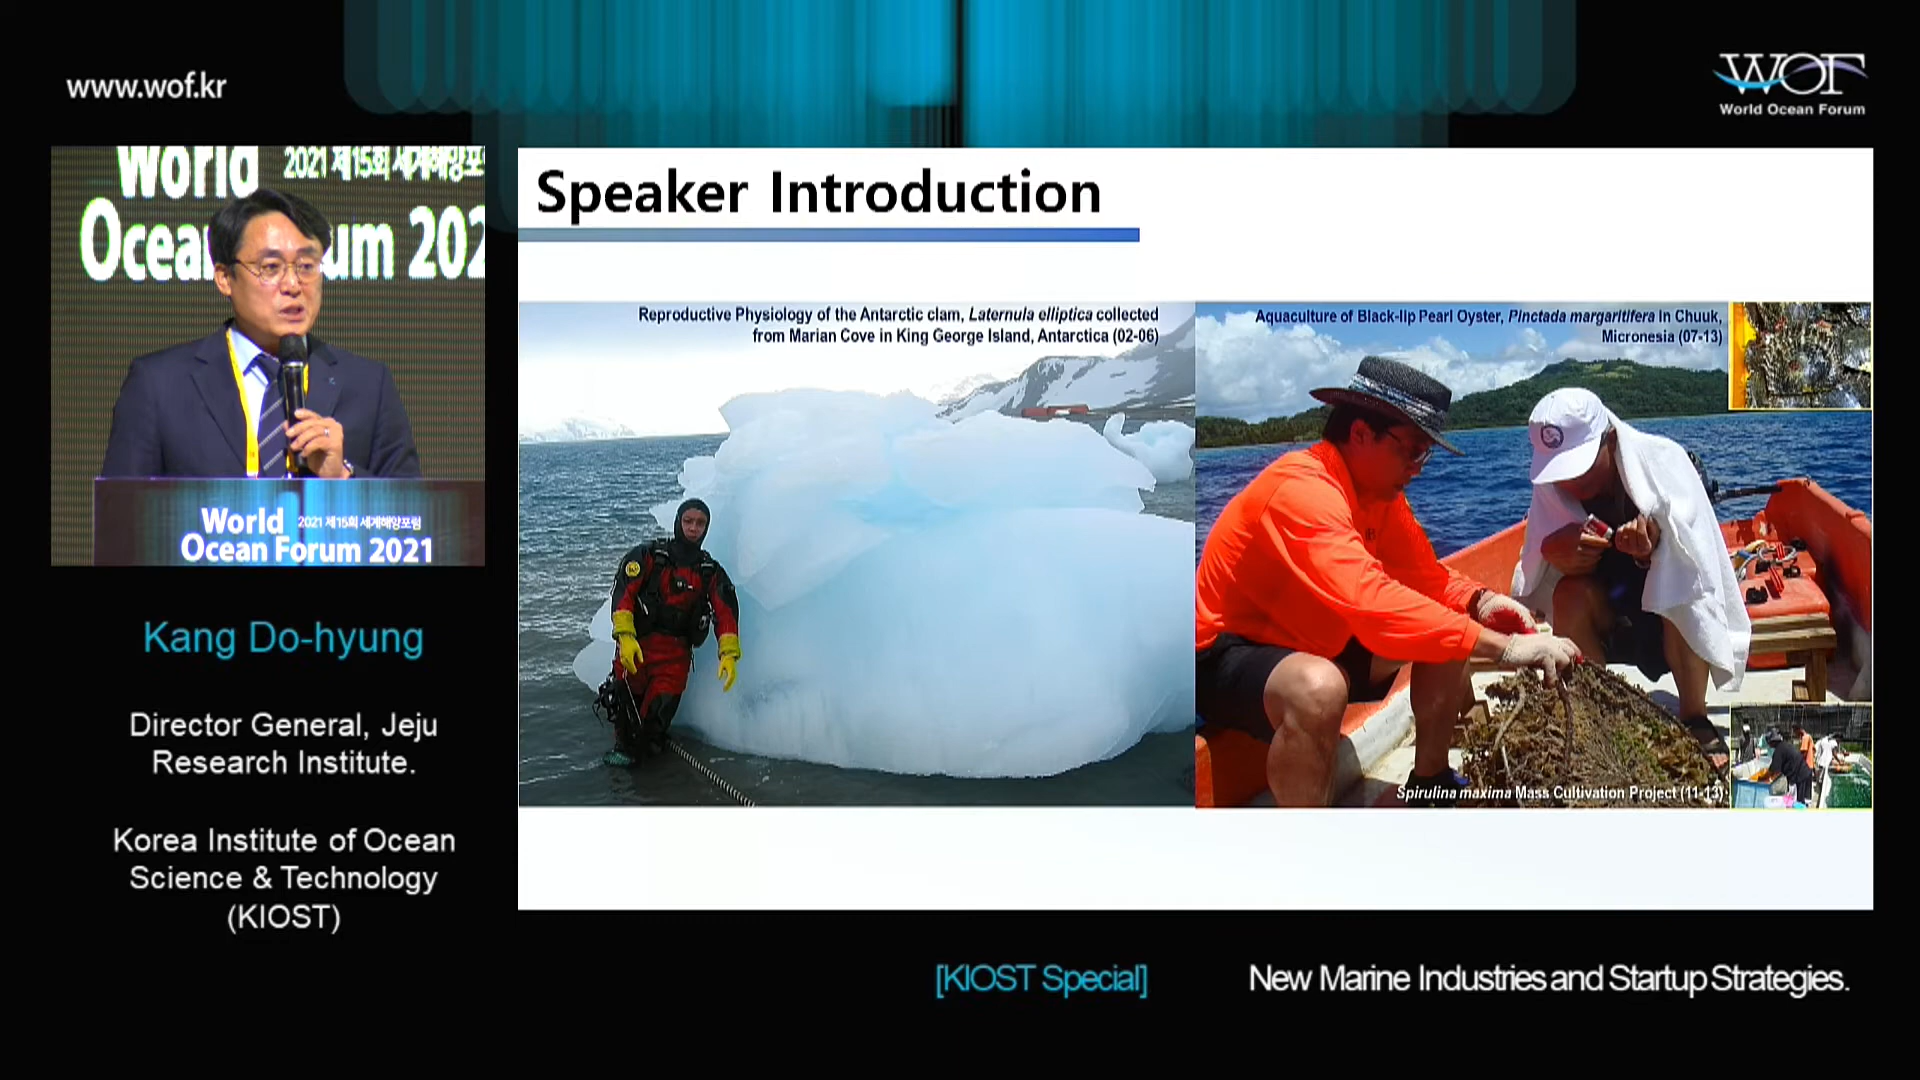 www.wof.kr
WOF
World Ocean Forum
World 2021 제15회 세계해양포
Ocea um 202
World 2021 제15회 세계해양포럼
Ocean Forum 2021
Kang Do-hyung
Director General, Jeju
Research Institute.
Korea Institute of Ocean
Science & Technology
(KIOST)
Speaker Introduction
Reproductive Physiology of the Antarctic clam, Laternula elliptica collected
from Marian Cove in King George Island, Antarctica (02-06)
Aquaculture of Black-lip Pearl Oyster, Pinctada margaritifera in Chuuk,
Micronesia (07-13)
Spirulina maxima Mass Cultivation Project (11-13)
[KIOST Special] New Marine Industries and Startup Strategies.